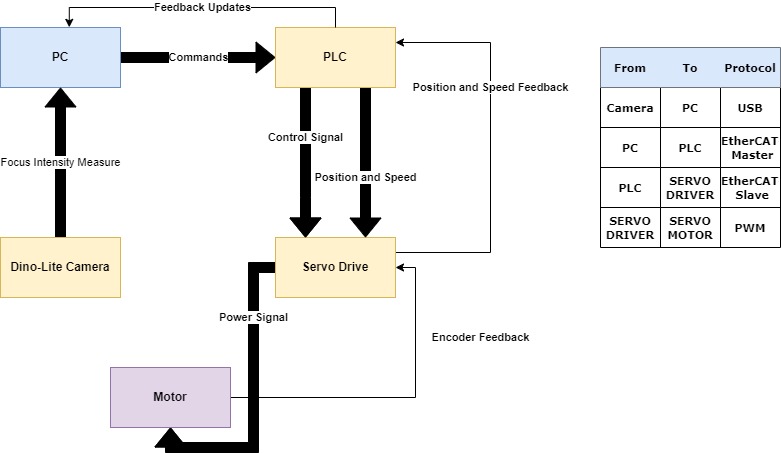 Feedback Updates
PC
Commands
PLC
Position and Speed Feedback
Control Signal
Focus Intensity Measure
Position and Speed
Dino-Lite Camera
Servo Drive
Power Signal
Encoder Feedback
Motor
From To Protocol
Camera PC USB
PC PLC EtherCAT
Master
PLC SERVO
DRIVER EtherCAT
Slave
SERVO
DRIVER SERVO
MOTOR PWM